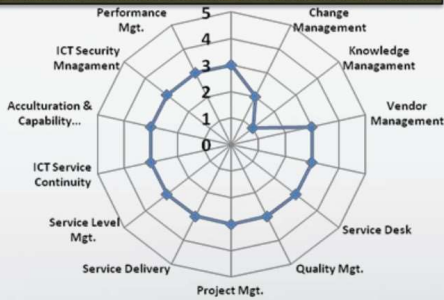 Performance
Mgt.
5
4
3
2
1
0
Change
Management
Knowledge
Managament
Vendor
Management
Service Desk
Quality Mgt.
Project Mgt.
Service Delivery
Service Level
Mgt.
ICT Service
Continuity
Acculturation &
Capability...
ICT Security
Mnagament